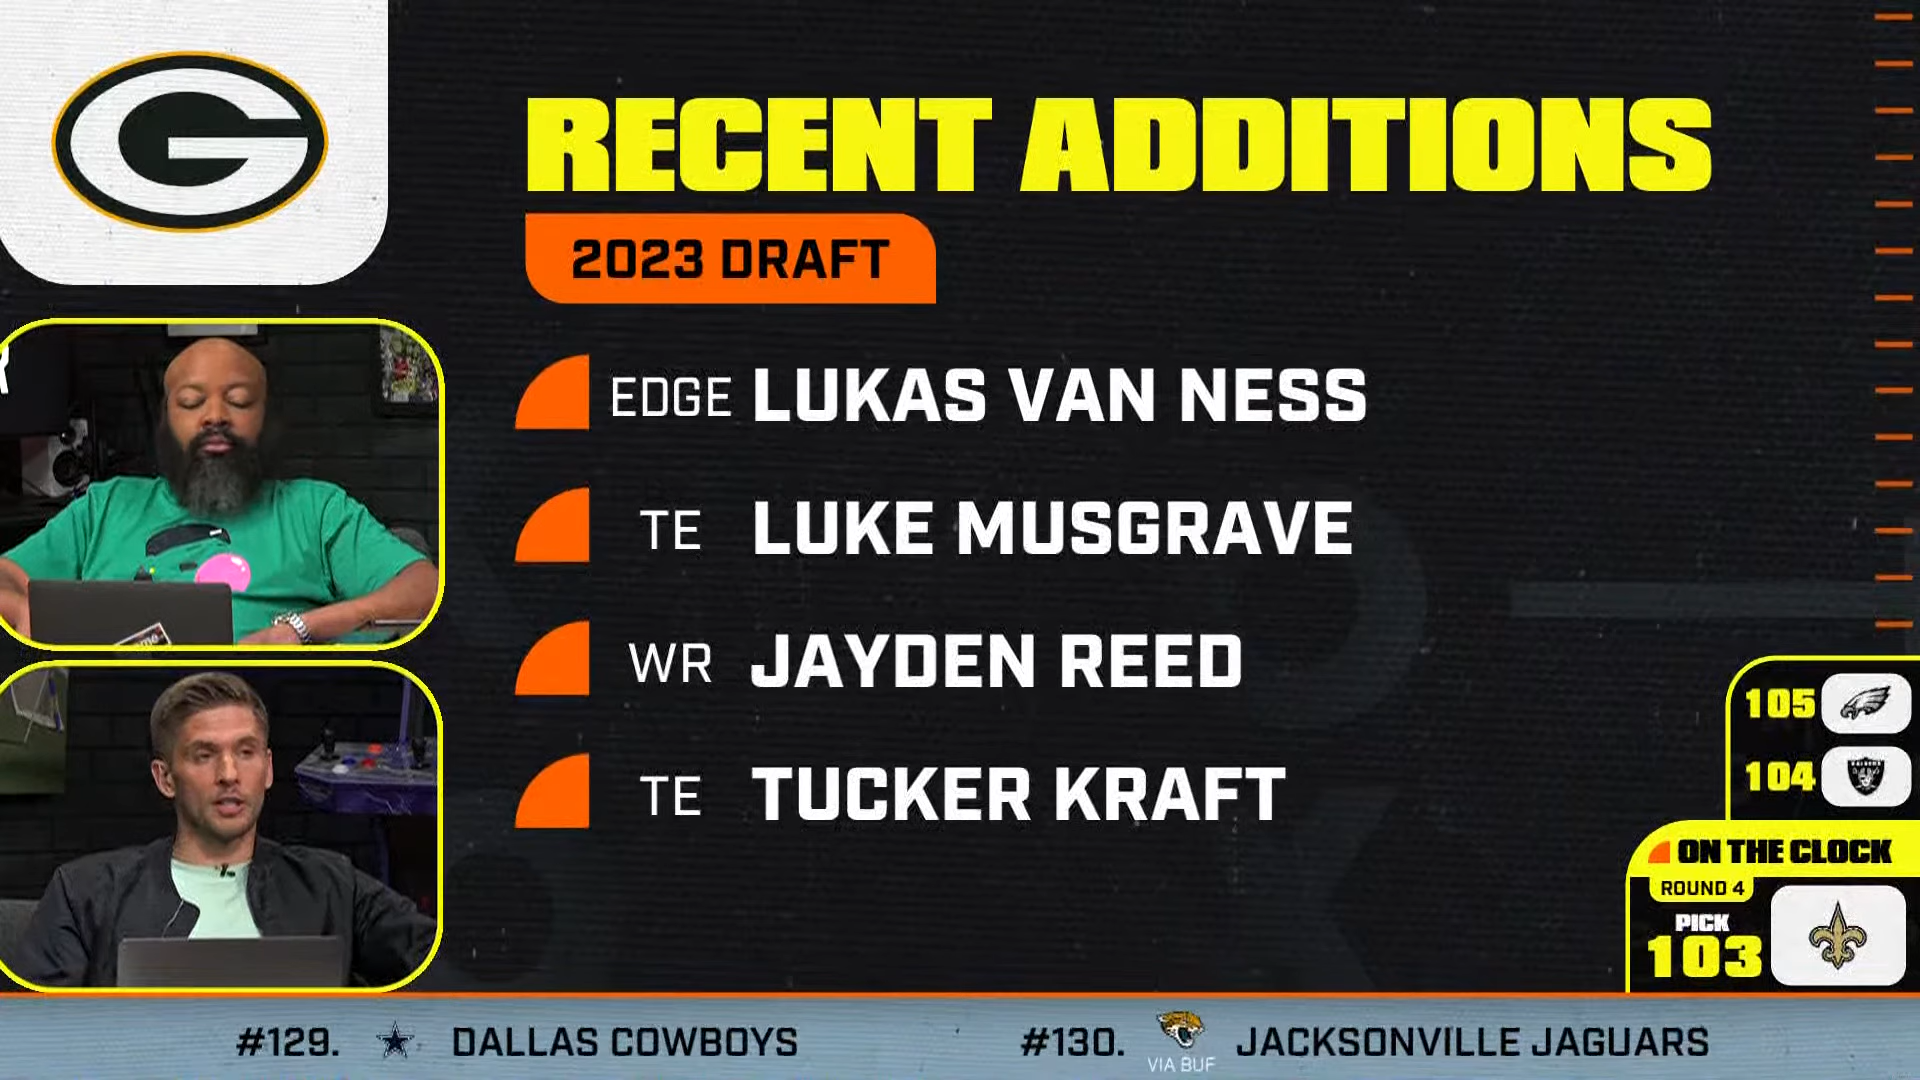 RECENT ADDITIONS
2023 DRAFT
EDGE LUKAS VAN NESS
TE LUKE MUSGRAVE
WR JAYDEN REED
TE TUCKER KRAFT
105
104
ON THE CLOCK
ROUND 4
PICK
103
#129. DALLAS COWBOYS
#130. VIA BUF JACKSONVILLE JAGUARS